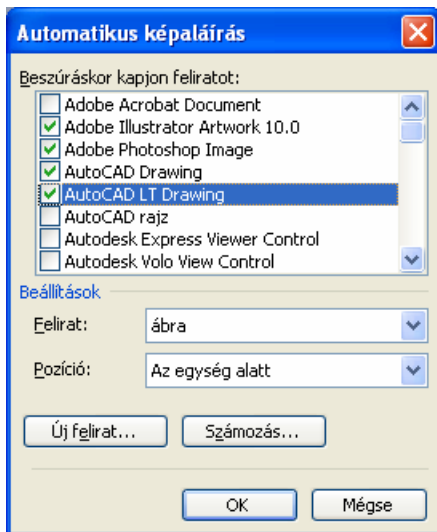 Automatikus képaláírás
Beszúráskor kapjon feliratot:
Adobe Acrobat Document
Adobe Illustrator Artwork 10.0
Adobe Photoshop Image
AutoCAD Drawing
AutoCAD LT Drawing
AutoCAD rajz
Autodesk Express Viewer Control
Autodesk Volo View Control
Beállítások
Felirat: ábra
Pozíció: Az egység alatt
Új felirat... Számozás...
OK Mégse